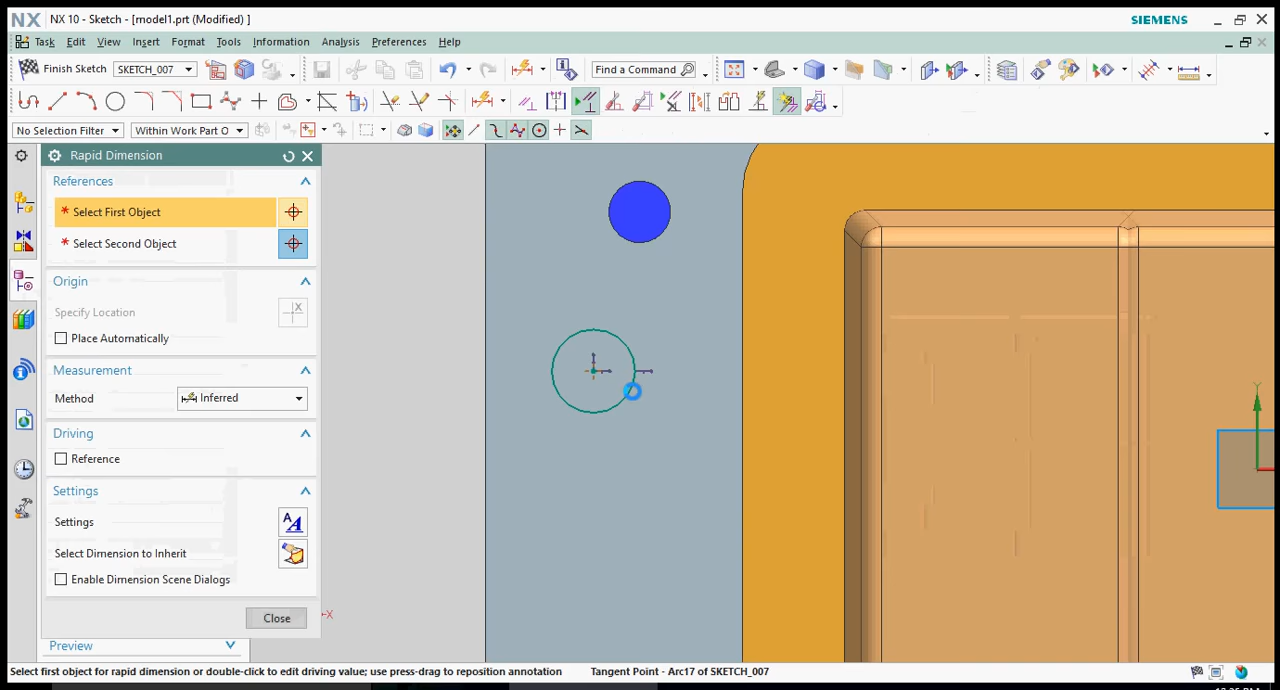 NX NX 10 - Sketch - [model1.prt (Modified) ] SIEMENS
Task Edit View Insert Format Tools Information Analysis Preferences Help
Finish Sketch SKETCH_007 Find a Command
No Selection Filter Within Work Part O
Rapid Dimension
References
* Select First Object
* Select Second Object
Origin
Specify Location
Place Automatically
Measurement
Method Inferred
Driving
Reference
Settings
Settings
Select Dimension to Inherit
Enable Dimension Scene Dialogs
Close
Preview
X
Y
Select first object for rapid dimension or double-click to edit driving value; use press-drag to reposition annotation Tangent Point - Arc17 of SKETCH_007